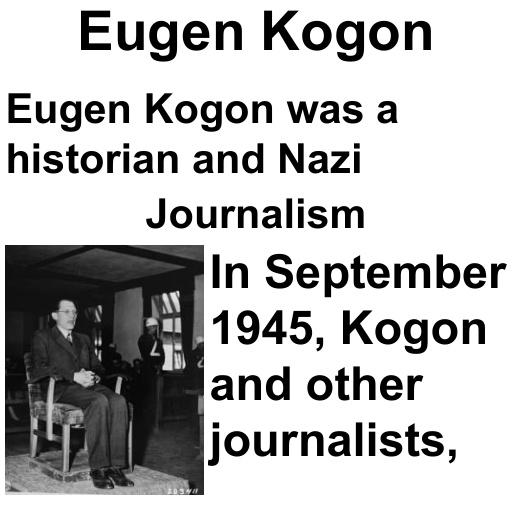 Eugen Kogon
Eugen Kogon was a
historian and Nazi
Journalism
In September
1945, Kogon
and other
journalists,